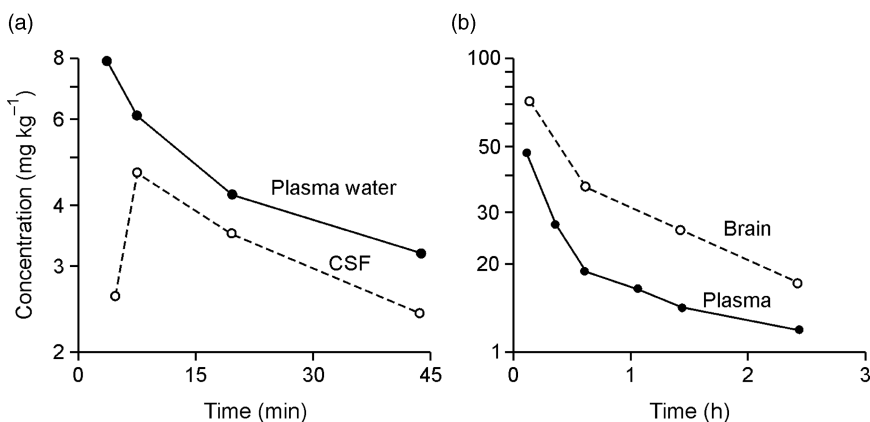 (a)
Concentration (mg kg⁻¹)
8
6
4
3
2
0
15
30
45
Time (min)
Plasma water
CSF
(b)
100
50
30
20
1
0
1
2
3
Time (h)
Brain
Plasma